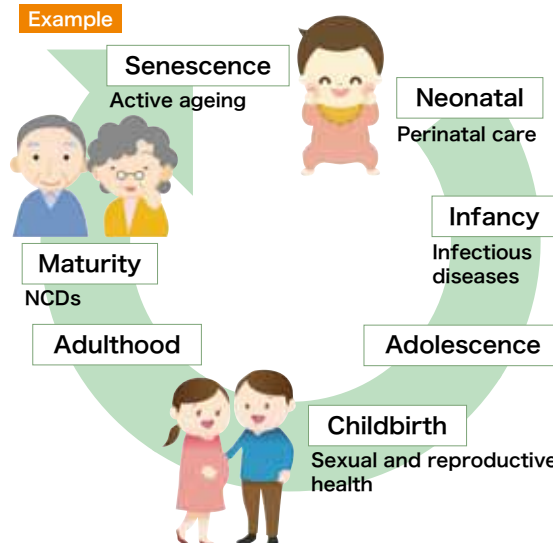 Example
Senescence
Active ageing
Neonatal
Perinatal care
Infancy
Infectious
diseases
Maturity
NCDs
Adulthood
Adolescence
Childbirth
Sexual and reproductive
health